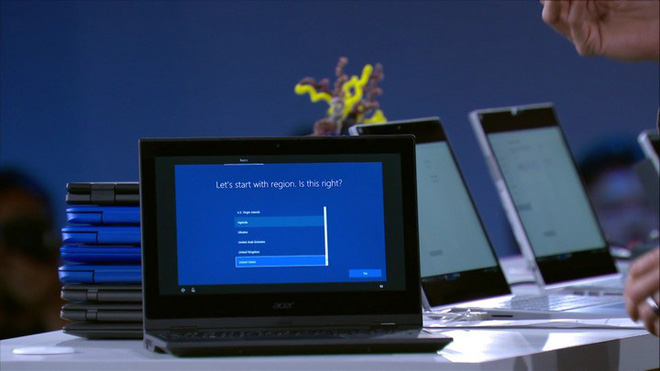 Basics
Let's start with region. Is this right?
U.S. Virgin Islands
Uganda
Ukraine
United Arab Emirates
United Kingdom
United States
Yes
acer